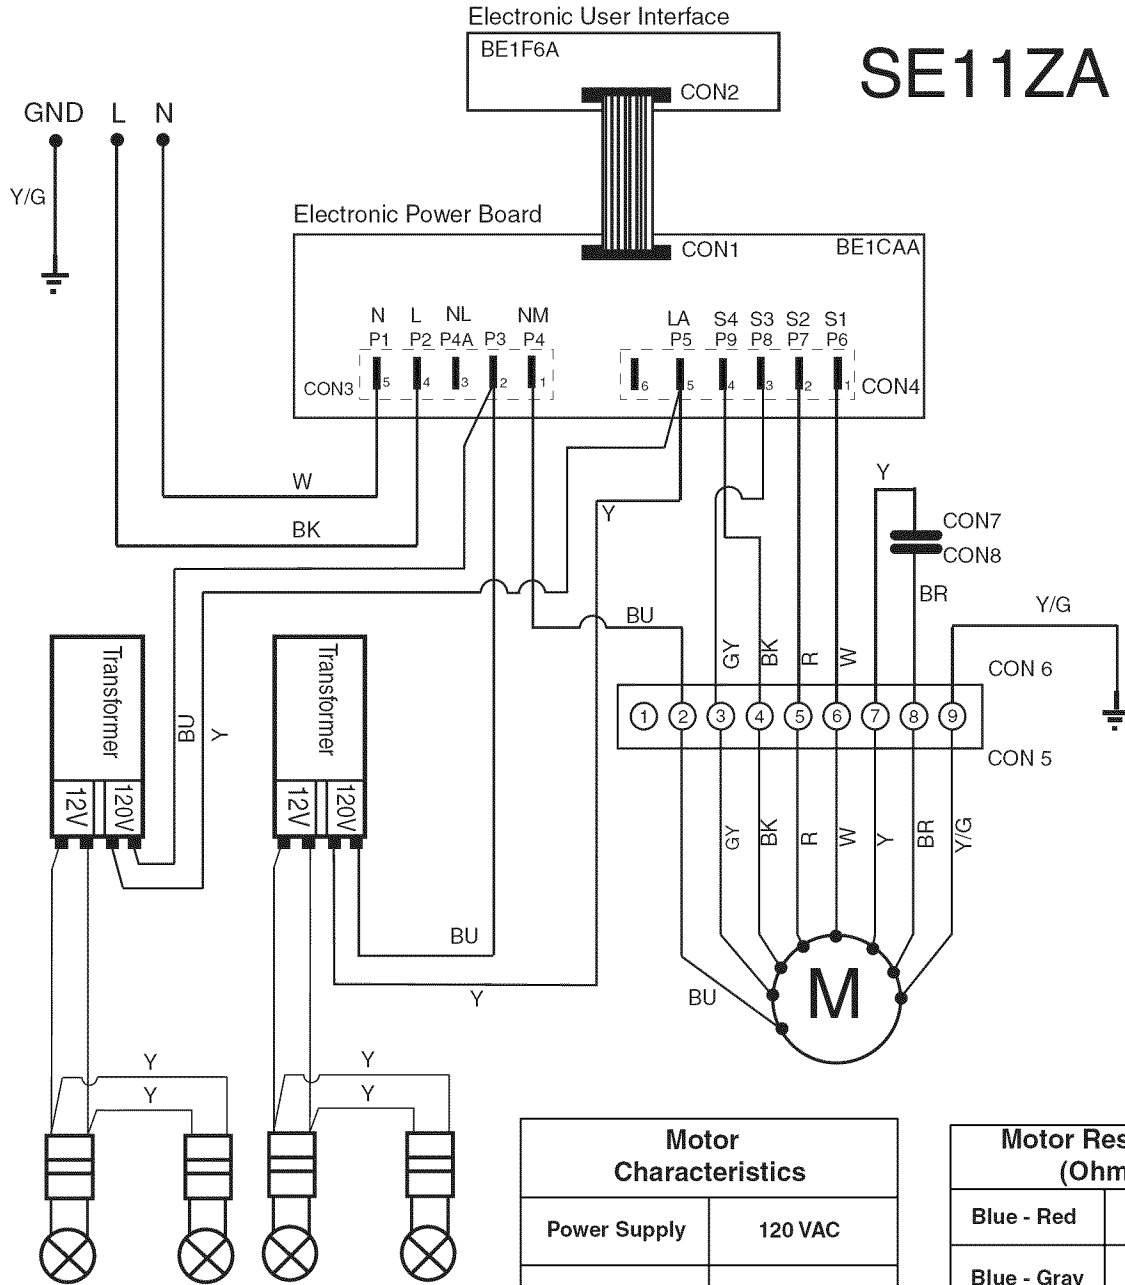 Electronic User Interface
BE1F6A
SE11ZA
CON2
GND L N
Y/G
Electronic Power Board
CON1
BE1CAA
N L NL NM LA S4 S3 S2 S1
P1 P2 P4A P3 P4 P5 P9 P8 P7 P6
CON3 5 4 3 2 1 6 5 4 3 2 1 CON4
W
Y
Y
BK
CON7
CON8
BR
Y/G
BU
GY BK R W
CON 6
1 2 3 4 5 6 7 8 9
CON 5
Transformer
Transformer
BU
Y
12V 120V
12V 120V
GY BK R W Y BR Y/G
BU
Y
M
BU
Y
Y
Y
Y
Motor
Characteristics
Power Supply 120 VAC
Motor Res
(Ohm
Blue - Red
Blue - Gray